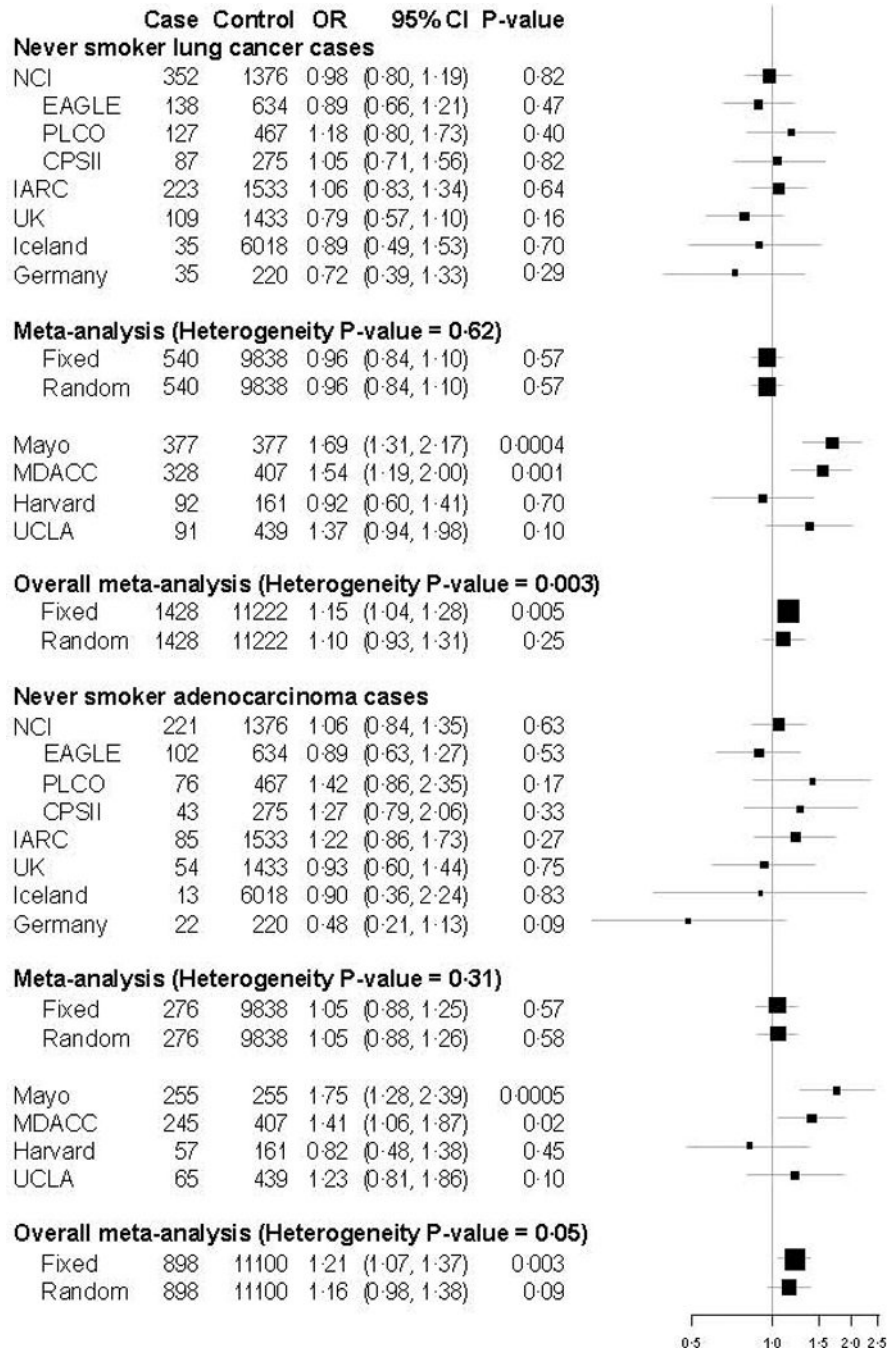 Case Control OR 95% CI P-value
Never smoker lung cancer cases
NCI 352 1376 0·98 (0·80, 1·19) 0·82
EAGLE 138 634 0·89 (0·66, 1·21) 0·47
PLCO 127 467 1·18 (0·80, 1·73) 0·40
CPSII 87 275 1·05 (0·71, 1·56) 0·82
IARC 223 1533 1·06 (0·83, 1·34) 0·64
UK 109 1433 0·79 (0·57, 1·10) 0·16
Iceland 35 6018 0·89 (0·49, 1·53) 0·70
Germany 35 220 0·72 (0·39, 1·33) 0·29
Meta-analysis (Heterogeneity P-value = 0·62)
Fixed 540 9838 0·96 (0·84, 1·10) 0·57
Random 540 9838 0·96 (0·84, 1·10) 0·57
Mayo 377 377 1·69 (1·31, 2·17) 0·0004
MDACC 328 407 1·54 (1·19, 2·00) 0·001
Harvard 92 161 0·92 (0·60, 1·41) 0·70
UCLA 91 439 1·37 (0·94, 1·98) 0·10
Overall meta-analysis (Heterogeneity P-value = 0·003)
Fixed 1428 11222 1·15 (1·04, 1·28) 0·005
Random 1428 11222 1·10 (0·93, 1·31) 0·25
Never smoker adenocarcinoma cases
NCI 221 1376 1·06 (0·84, 1·35) 0·63
EAGLE 102 634 0·89 (0·63, 1·27) 0·53
PLCO 76 467 1·42 (0·86, 2·35) 0·17
CPSII 43 275 1·27 (0·79, 2·06) 0·33
IARC 85 1533 1·22 (0·86, 1·73) 0·27
UK 54 1433 0·93 (0·60, 1·44) 0·75
Iceland 13 6018 0·90 (0·36, 2·24) 0·83
Germany 22 220 0·48 (0·21, 1·13) 0·09
Meta-analysis (Heterogeneity P-value = 0·31)
Fixed 276 9838 1·05 (0·88, 1·25) 0·57
Random 276 9838 1·05 (0·88, 1·26) 0·58
Mayo 255 255 1·75 (1·28, 2·39) 0·0005
MDACC 245 407 1·41 (1·06, 1·87) 0·02
Harvard 57 161 0·82 (0·48, 1·38) 0·45
UCLA 65 439 1·23 (0·81, 1·86) 0·10
Overall meta-analysis (Heterogeneity P-value = 0·05)
Fixed 898 11100 1·21 (1·07, 1·37) 0·003
Random 898 11100 1·16 (0·98, 1·38) 0·09
0·5 1·0 1·5 2·0 2·5